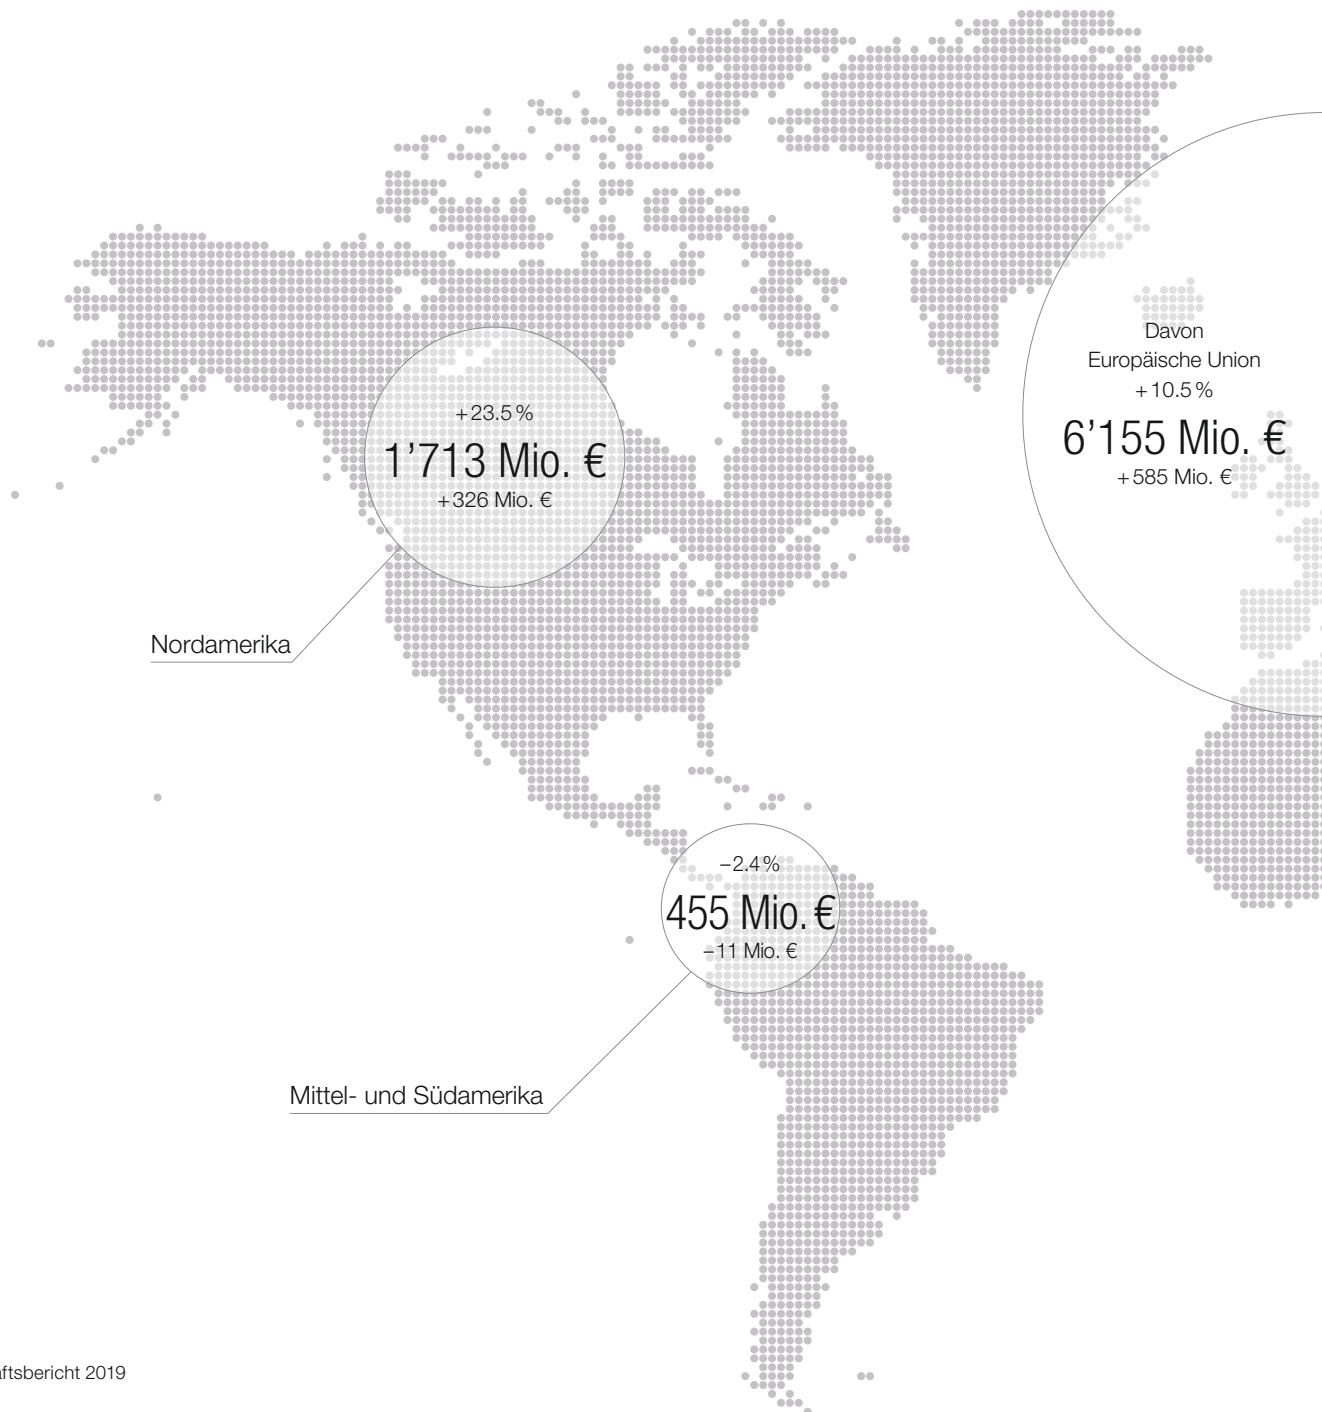 Davon
Europäische Union
+10.5 %
6’155 Mio. €
+585 Mio. €
+23.5 %
1’713 Mio. €
+326 Mio. €
Nordamerika
–2.4 %
455 Mio. €
–11 Mio. €
Mittel- und Südamerika
ftsbericht 2019